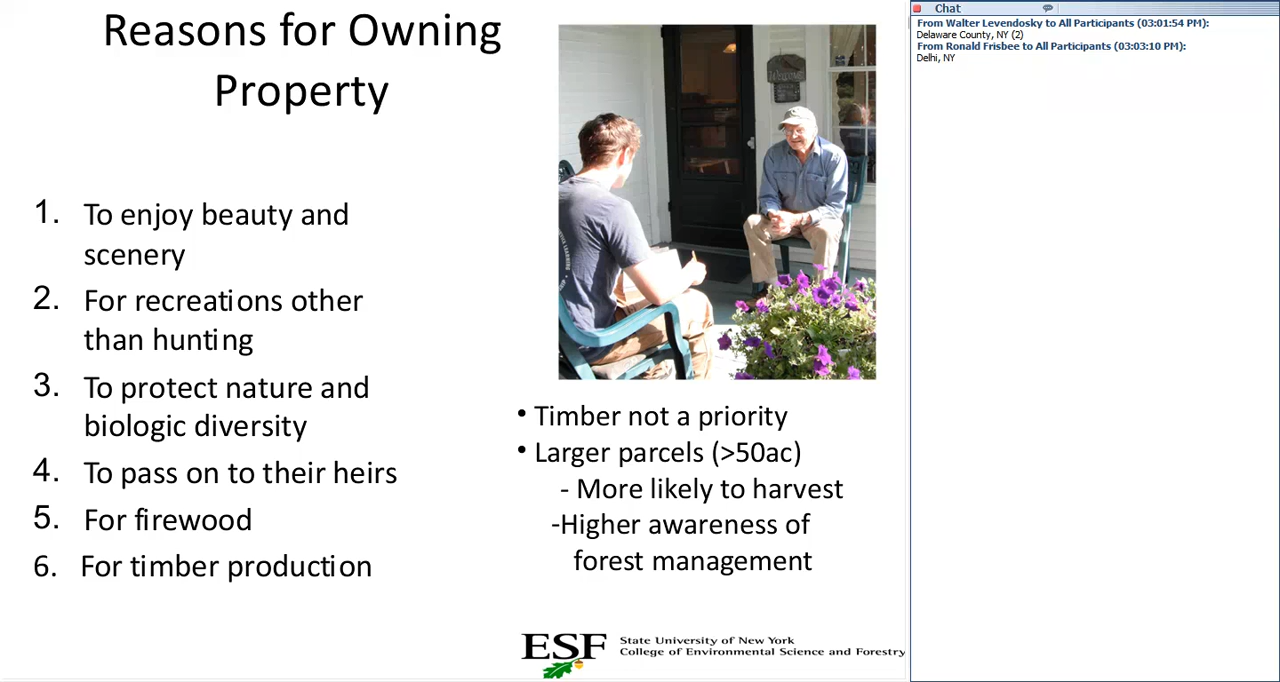 Reasons for Owning
Property
1. To enjoy beauty and
scenery
2. For recreations other
than hunting
3. To protect nature and
biologic diversity
4. To pass on to their heirs
5. For firewood
6. For timber production
• Timber not a priority
• Larger parcels (>50ac)
- More likely to harvest
-Higher awareness of
forest management
ESF
State University of New York
College of Environmental Science and Forestry
Chat
From Walter Levendosky to All Participants (03:01:54 PM):
Delaware County, NY (2)
From Ronald Frisbee to All Participants (03:03:10 PM):
Delhi, NY